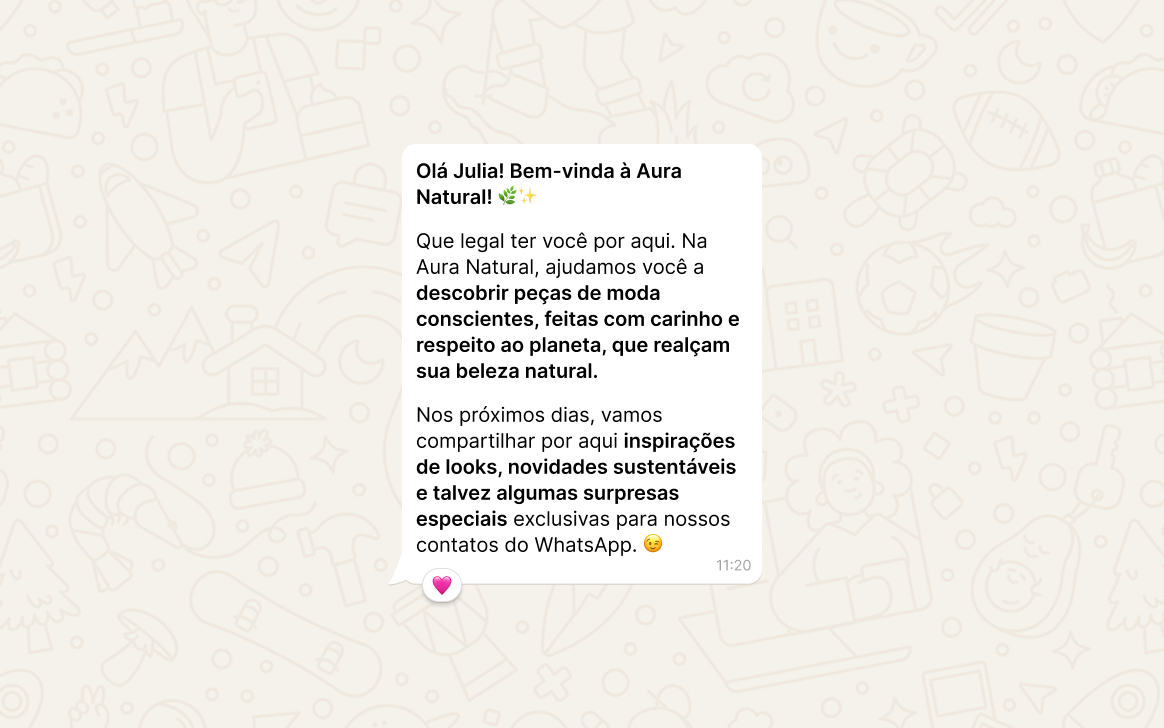 Olá Julia! Bem-vinda à Aura
Natural! 🌿✨
Que legal ter você por aqui. Na
Aura Natural, ajudamos você a
descobrir peças de moda
conscientes, feitas com carinho e
respeito ao planeta, que realçam
sua beleza natural.
Nos próximos dias, vamos
compartilhar por aqui inspirações
de looks, novidades sustentáveis
e talvez algumas surpresas
especiais exclusivas para nossos
contatos do WhatsApp. 😉
11:20